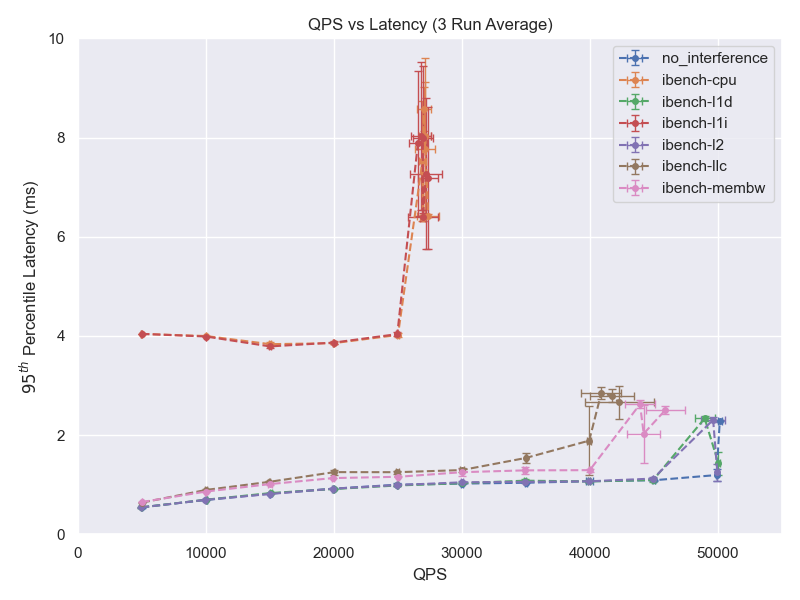 QPS vs Latency (3 Run Average)
10
8
6
4
2
0
95th Percentile Latency (ms)
no_interference
ibench-cpu
ibench-l1d
ibench-l1i
ibench-l2
ibench-llc
ibench-membw
0 10000 20000 30000 40000 50000
QPS